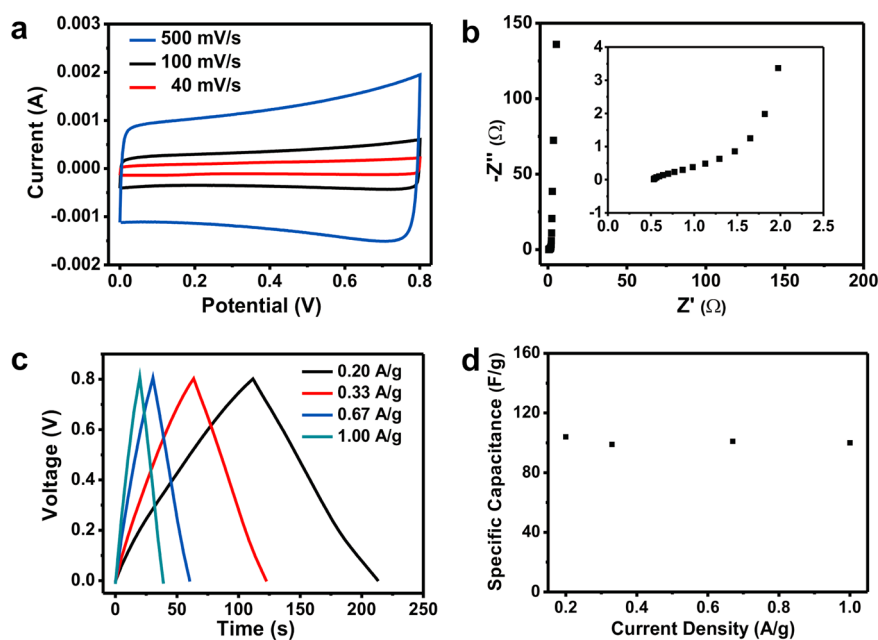 a
0.003
0.002
0.001
0.000
-0.001
-0.002
Current (A)
500 mV/s
100 mV/s
40 mV/s
0.0 0.2 0.4 0.6 0.8
Potential (V)
b
150
100
50
0
-Z'' (Ω)
4
3
2
1
0
-1
0.0 0.5 1.0 1.5 2.0 2.5
0 50 100 150 200
Z' (Ω)
c
0.8
0.6
0.4
0.2
0.0
Voltage (V)
0.20 A/g
0.33 A/g
0.67 A/g
1.00 A/g
0 50 100 150 200 250
Time (s)
d
160
120
80
40
0
Specific Capacitance (F/g)
0.2 0.4 0.6 0.8 1.0
Current Density (A/g)